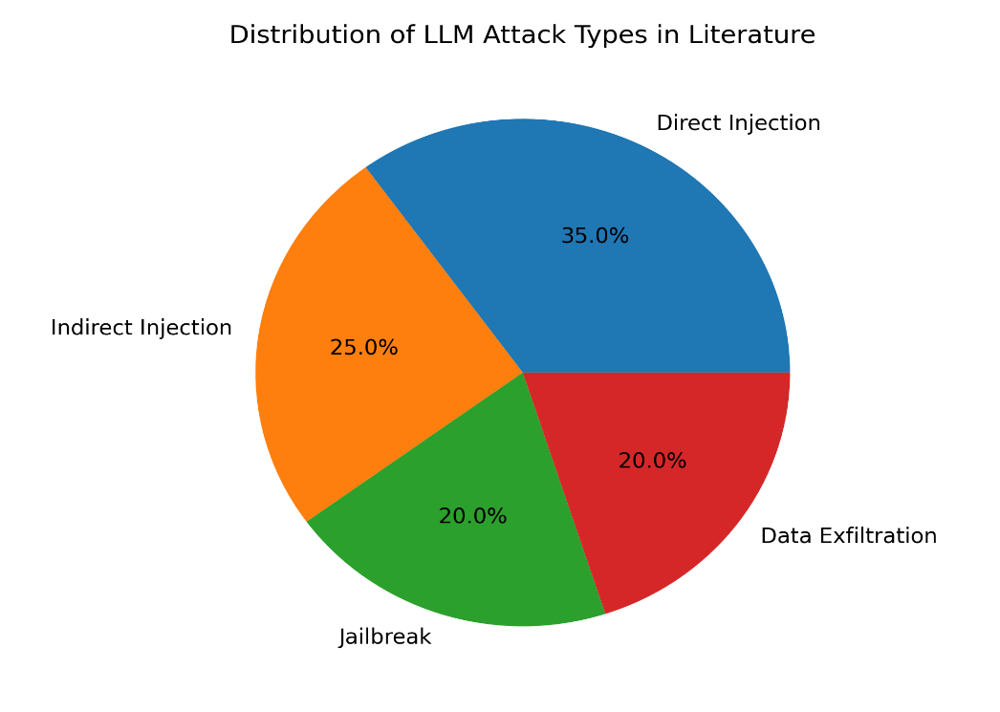 Distribution of LLM Attack Types in Literature
Direct Injection
35.0%
Indirect Injection
25.0%
20.0%
Data Exfiltration
20.0%
Jailbreak